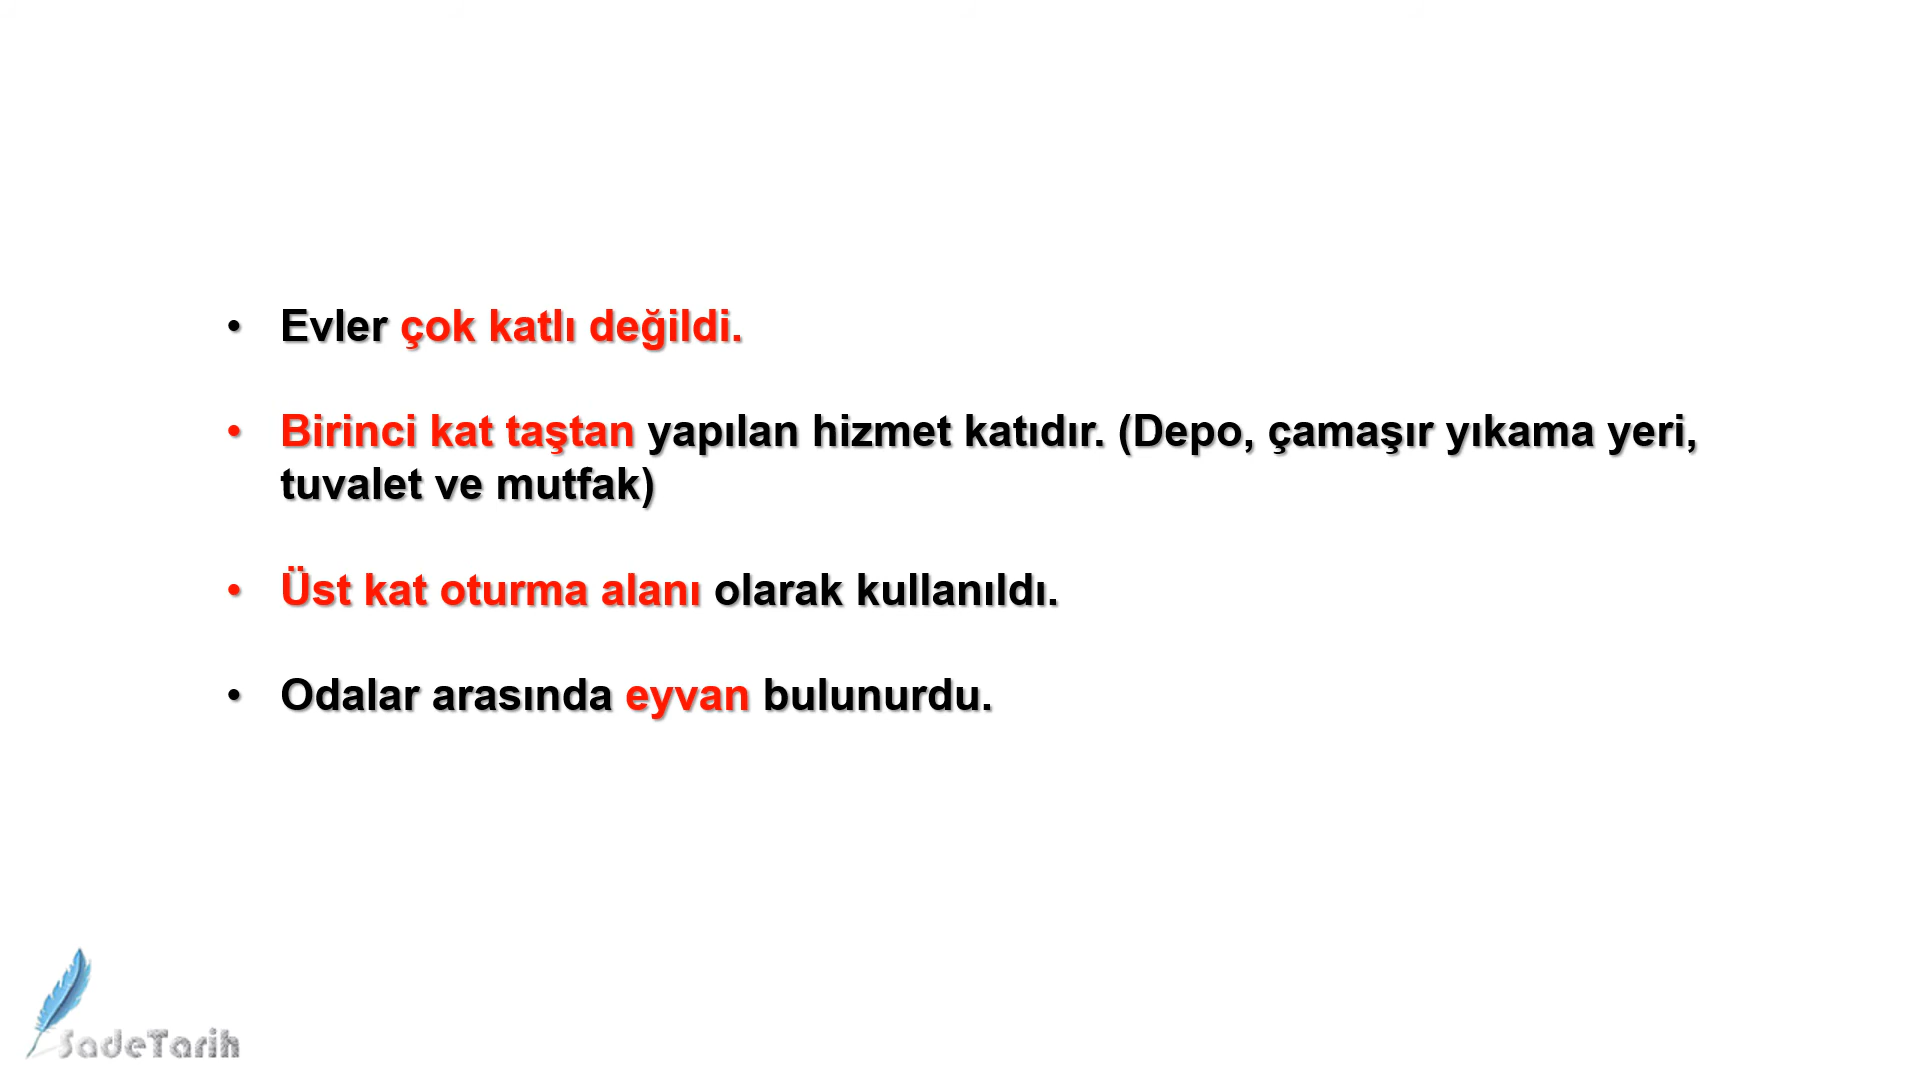 • Evler çok katlı değildi.
• Birinci kat taştan yapılan hizmet katıdır. (Depo, çamaşır yıkama yeri,
tuvalet ve mutfak)
• Üst kat oturma alanı olarak kullanıldı.
• Odalar arasında eyvan bulunurdu.
SadeTarih